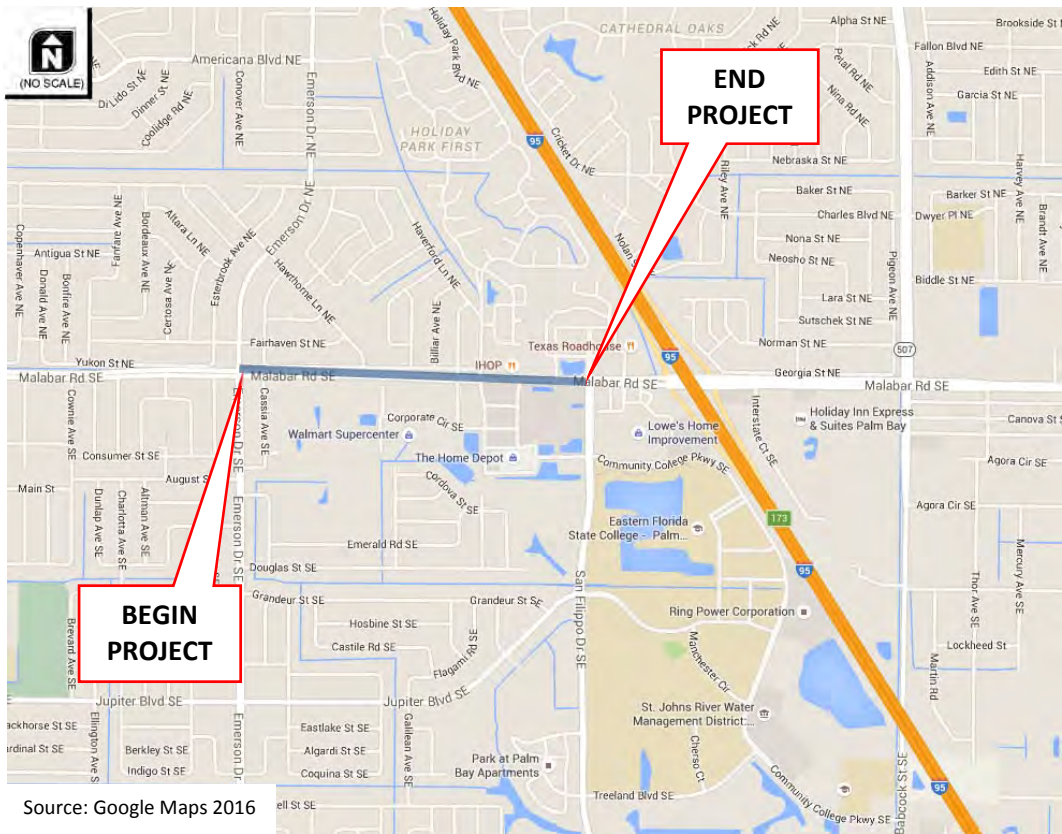 N
(NO SCALE)
Americana Blvd NE
Di Lido St NE
Dinner St NE
Coolidge Rd NE
Conover Ave NE
Emerson Dr NE
Holiday Park Blvd NE
CATHEDRAL OAKS
Alpha St NE
Brookside
Fallon Blvd NE
Petal Rd NE
Edith St NE
Nina Rd NE
Addison Ave NE
Garcia St NE
END
PROJECT
HOLIDAY
PARK FIRST
95
Cricket Dr NE
Riley Ave NE
Nebraska St NE
Harvey Ave NE
Baker St NE
Barker St NE
Brandt Ave NE
Charles Blvd NE
Dwyer Pl NE
Copenhaver Ave NE
Fanfare Ave NE
Bordeaux Ave NE
Altara Ln NE
Esterbrook Ave NE
Emerson Dr NE
Haverford Ln NE
Nolan
Nona St NE
Neosho St NE
Antigua St NE
Donald Ave NE
Bonfire Ave NE
Certosa Ave NE
Hawthorne Ln NE
Pigeon Ave NE
Biddle St NE
Lara St NE
Sutschek St NE
Billiar Ave NE
Fairhaven St NE
Texas Roadhouse
Norman St NE
507
Yukon St NE
IHOP
95
Georgia St NE
Malabar Rd SE
Malabar Rd SE
Malabar Rd SE
Malabar Rd SE
Cownie Ave SE
Emerson Dr SE
Cassia Ave SE
Corporate Cir SE
Walmart Supercenter
Lowe's Home
Improvement
Interstate Ct SE
Holiday Inn Express
& Suites Palm Bay
Canova St
Consumer St SE
The Home Depot
Community College Pkwy SE
Agora Cir SE
August
Main St
Dunlap Ave SE
Charlotta Ave SE
Altman Ave SE
Emerson Dr SE
Cordova St SE
Agora Cir SE
173
Eastern Florida
State College - Palm...
Emerald Rd SE
Mercury Ave SE
Douglas St SE
95
San Filippo Dr SE
Thor Ave SE
Grandeur St SE
Grandeur St SE
BEGIN
PROJECT
Ring Power Corporation
Hosbine St SE
Brevard Ave SE
Castile Rd SE
Flagami Rd SE
Manchester Cir
Lockheed St
Martin Rd
Jupiter Blvd SE
Jupiter Blvd SE
St. Johns River Water
Management District:...
Ellington Ave S
Emerson Dr
Galilean Ave SE
Eastlake St SE
Berkley St SE
Algardi St SE
Indigo St SE
Coquina St SE
Park at Palm
Bay Apartments
Cherso Ct
Treeland Blvd SE
Community College Pkwy SE
Babcock St SE
95
Source: Google Maps 2016